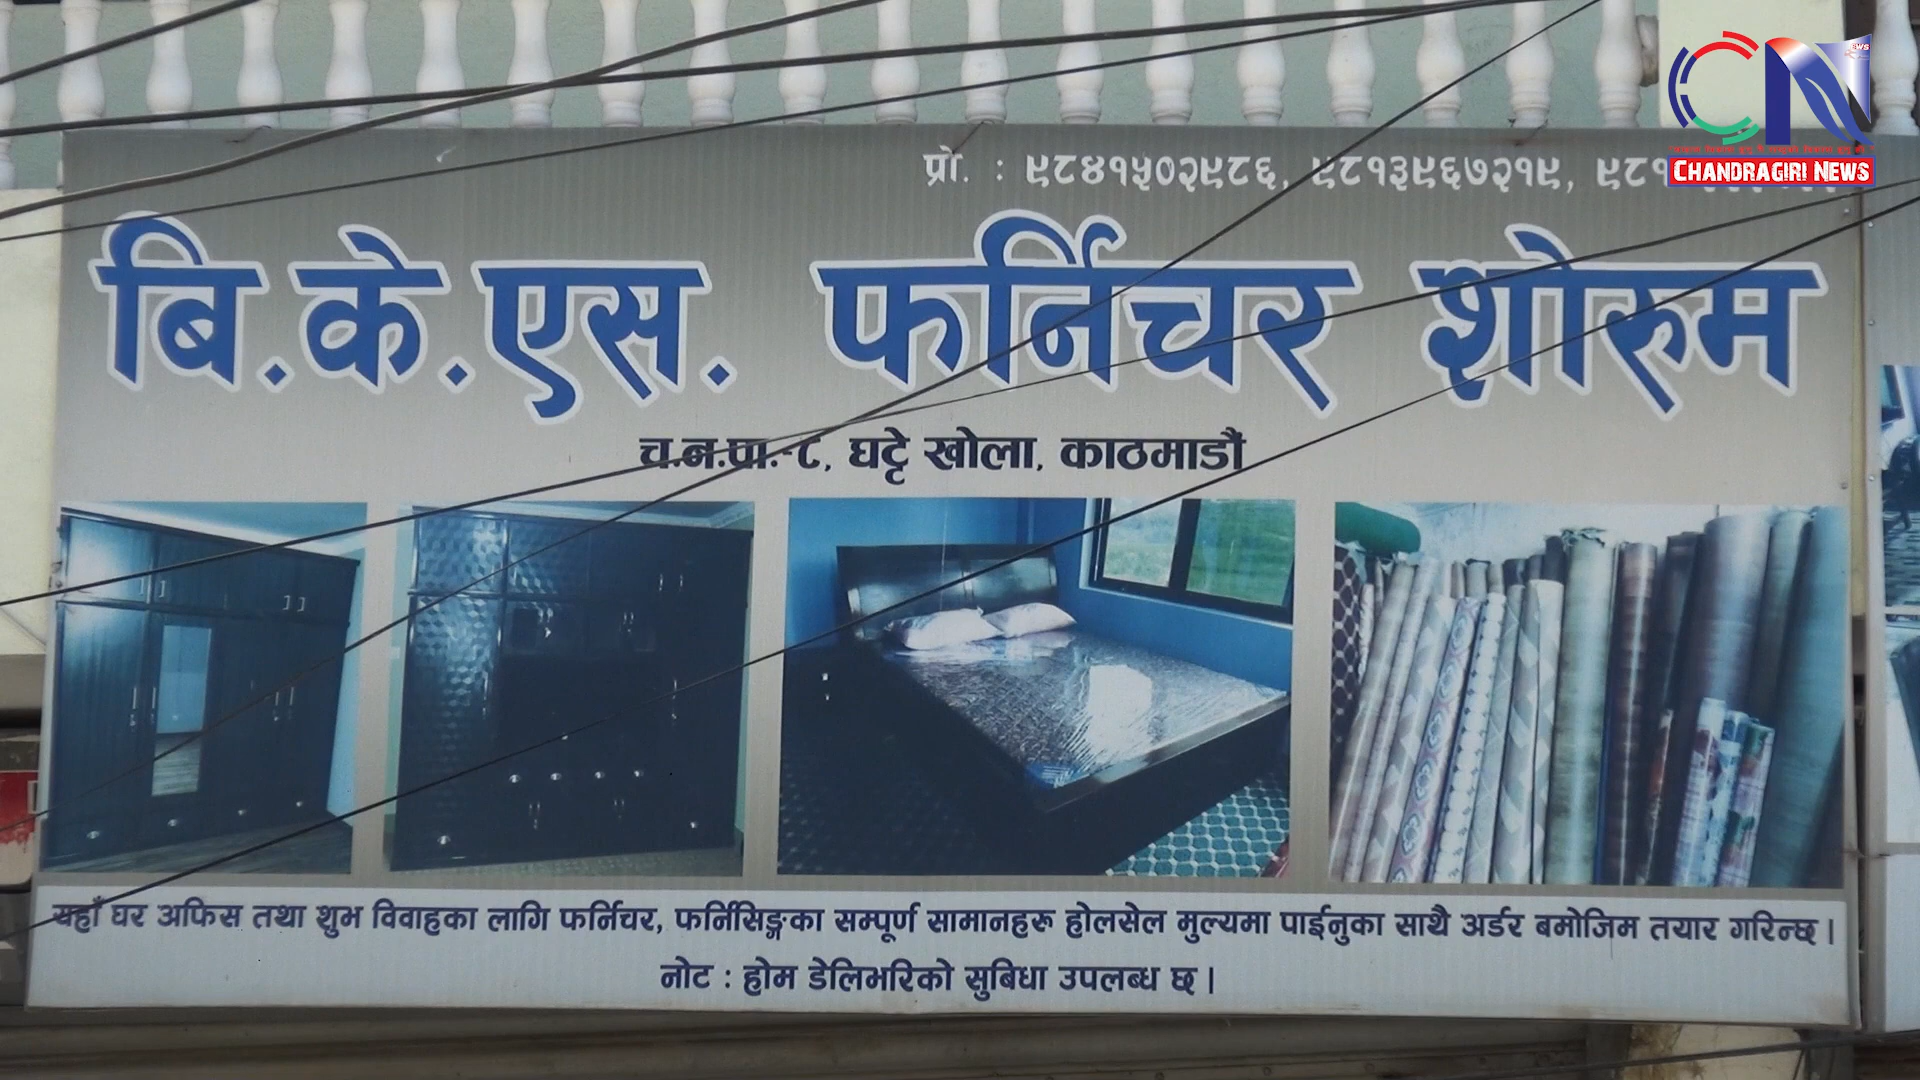 CN
CHANDRAGIRI NEWS
प्रो. : ९८४१५०२९८६, ९८१३९६७२१९,
बि.के.एस. फर्निचर शोरुम
च.न.पा.-८, घट्टे खोला, काठमाडौं
यहाँ घर अफिस तथा शुभ विवाहका लागि फर्निचर, फर्निसिङ्गका सम्पूर्ण सामानहरू होलसेल मुल्यमा पाईनुका साथै अर्डर बमोजिम तयार गरिन्छ।
नोट : होम डेलिभरिको सुबिधा उपलब्ध छ।